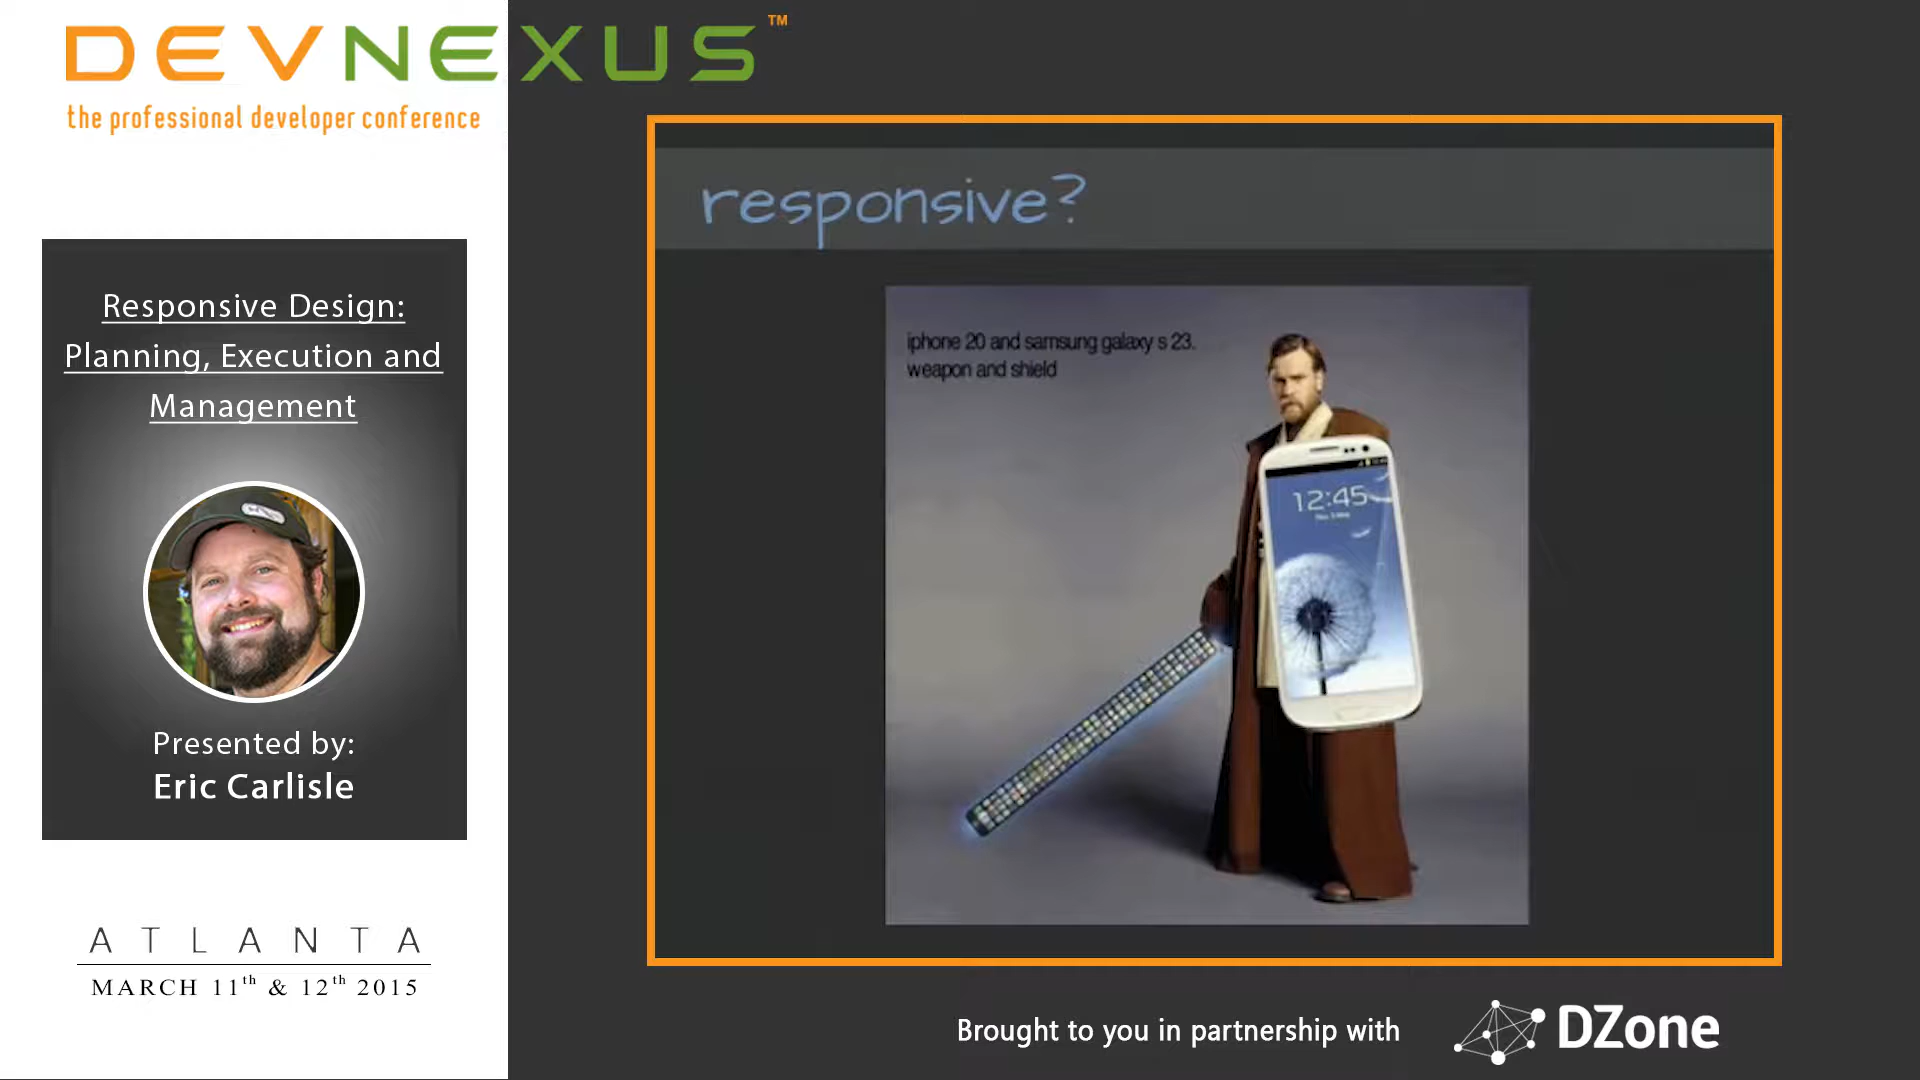 DEVNEXUS™
the professional developer conference
Responsive Design:
Planning, Execution and
Management
Presented by:
Eric Carlisle
ATLANTA
MARCH 11th & 12th 2015
responsive?
iphone 20 and samsung galaxy s 23.
weapon and shield
12:45
Brought to you in partnership with
DZone